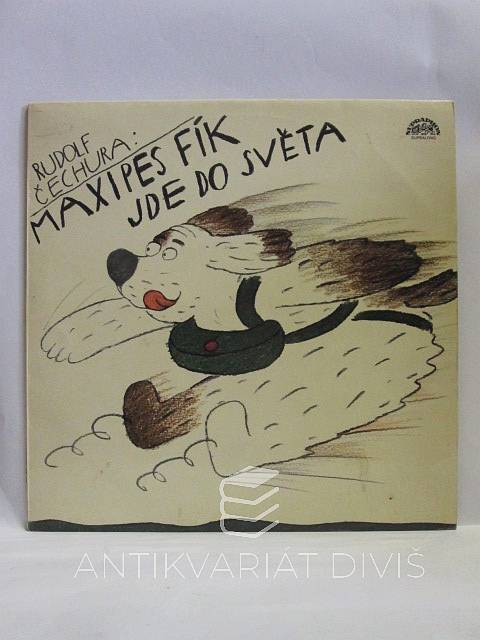 RUDOLF
ČECHURA:
MAXIPES FÍK
JDE DO SVĚTA
SUPRAPHON
ANTIKVARIÁT DIVIŠ